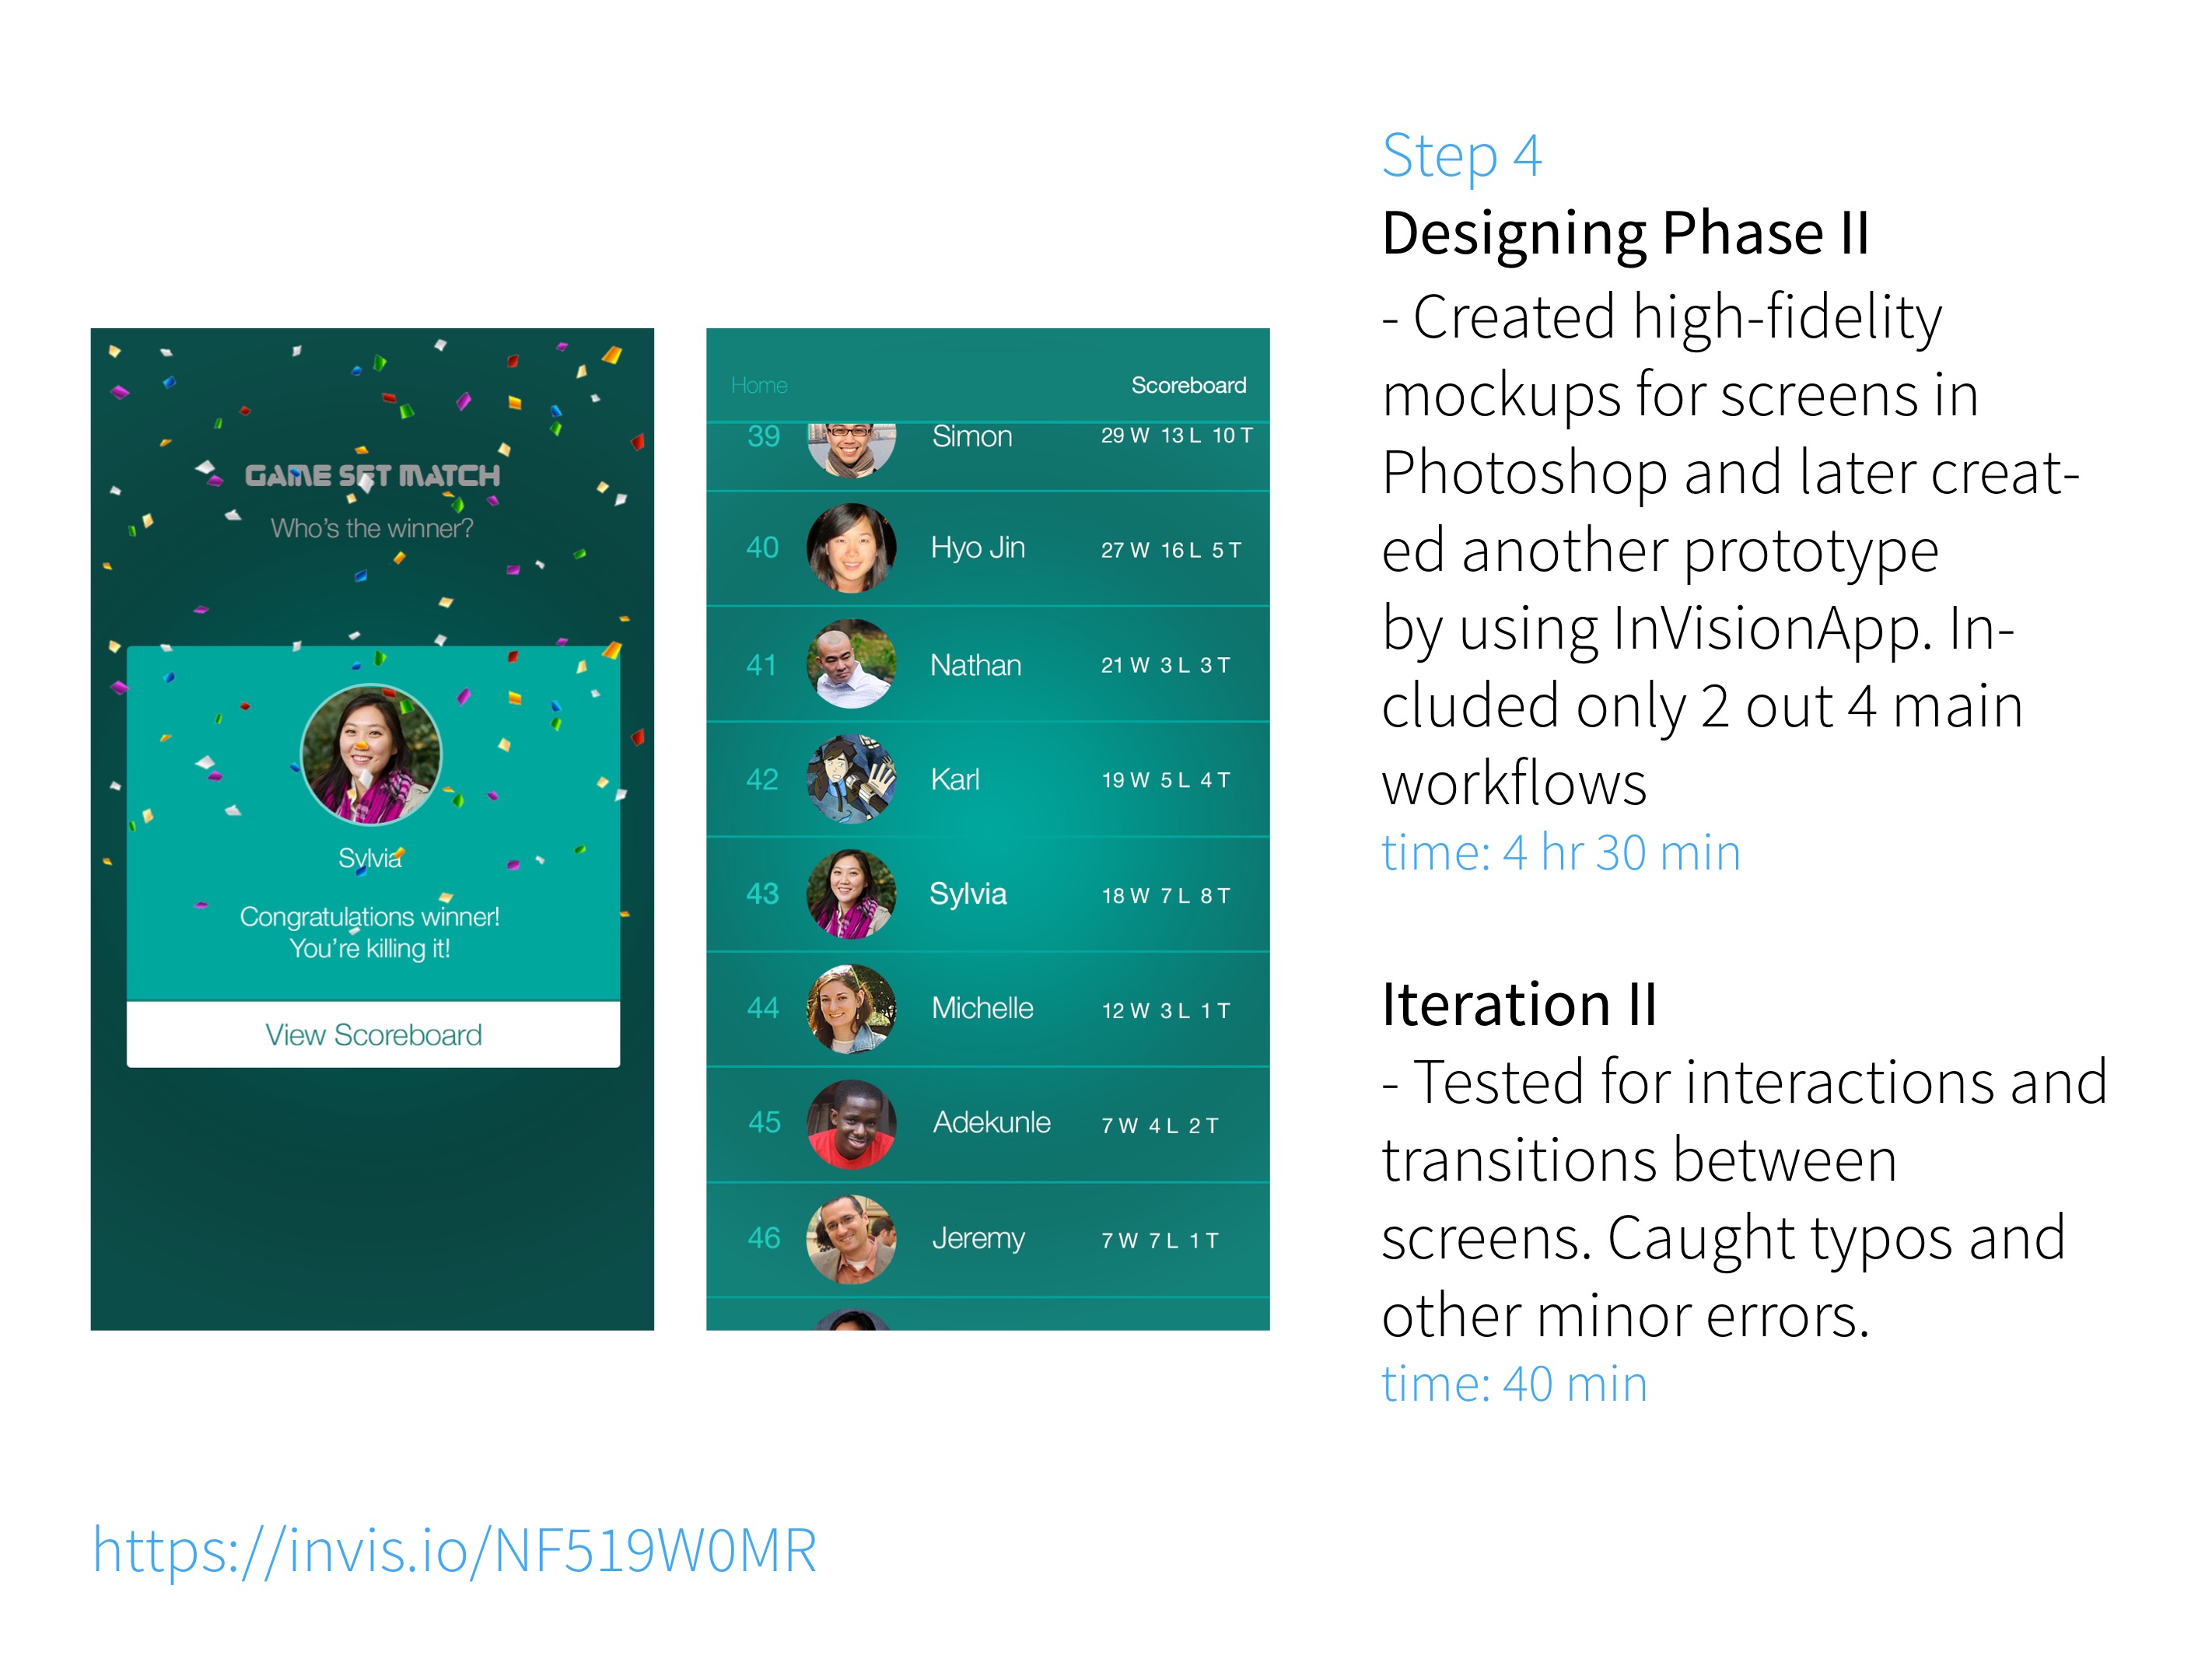 GAME SET MATCH
Who's the winner?
Sylvia
Congratulations winner!
You're killing it!
View Scoreboard
Home Scoreboard
39 Simon 29 W 13 L 10 T
40 Hyo Jin 27 W 16 L 5 T
41 Nathan 21 W 3 L 3 T
42 Karl 19 W 5 L 4 T
43 Sylvia 18 W 7 L 8 T
44 Michelle 12 W 3 L 1 T
45 Adekunle 7 W 4 L 2 T
46 Jeremy 7 W 7 L 1 T
Step 4
Designing Phase II
- Created high-fidelity
mockups for screens in
Photoshop and later creat-
ed another prototype
by using InVisionApp. In-
cluded only 2 out 4 main
workflows
time: 4 hr 30 min
Iteration II
- Tested for interactions and
transitions between
screens. Caught typos and
other minor errors.
time: 40 min
https://invis.io/NF519W0MR